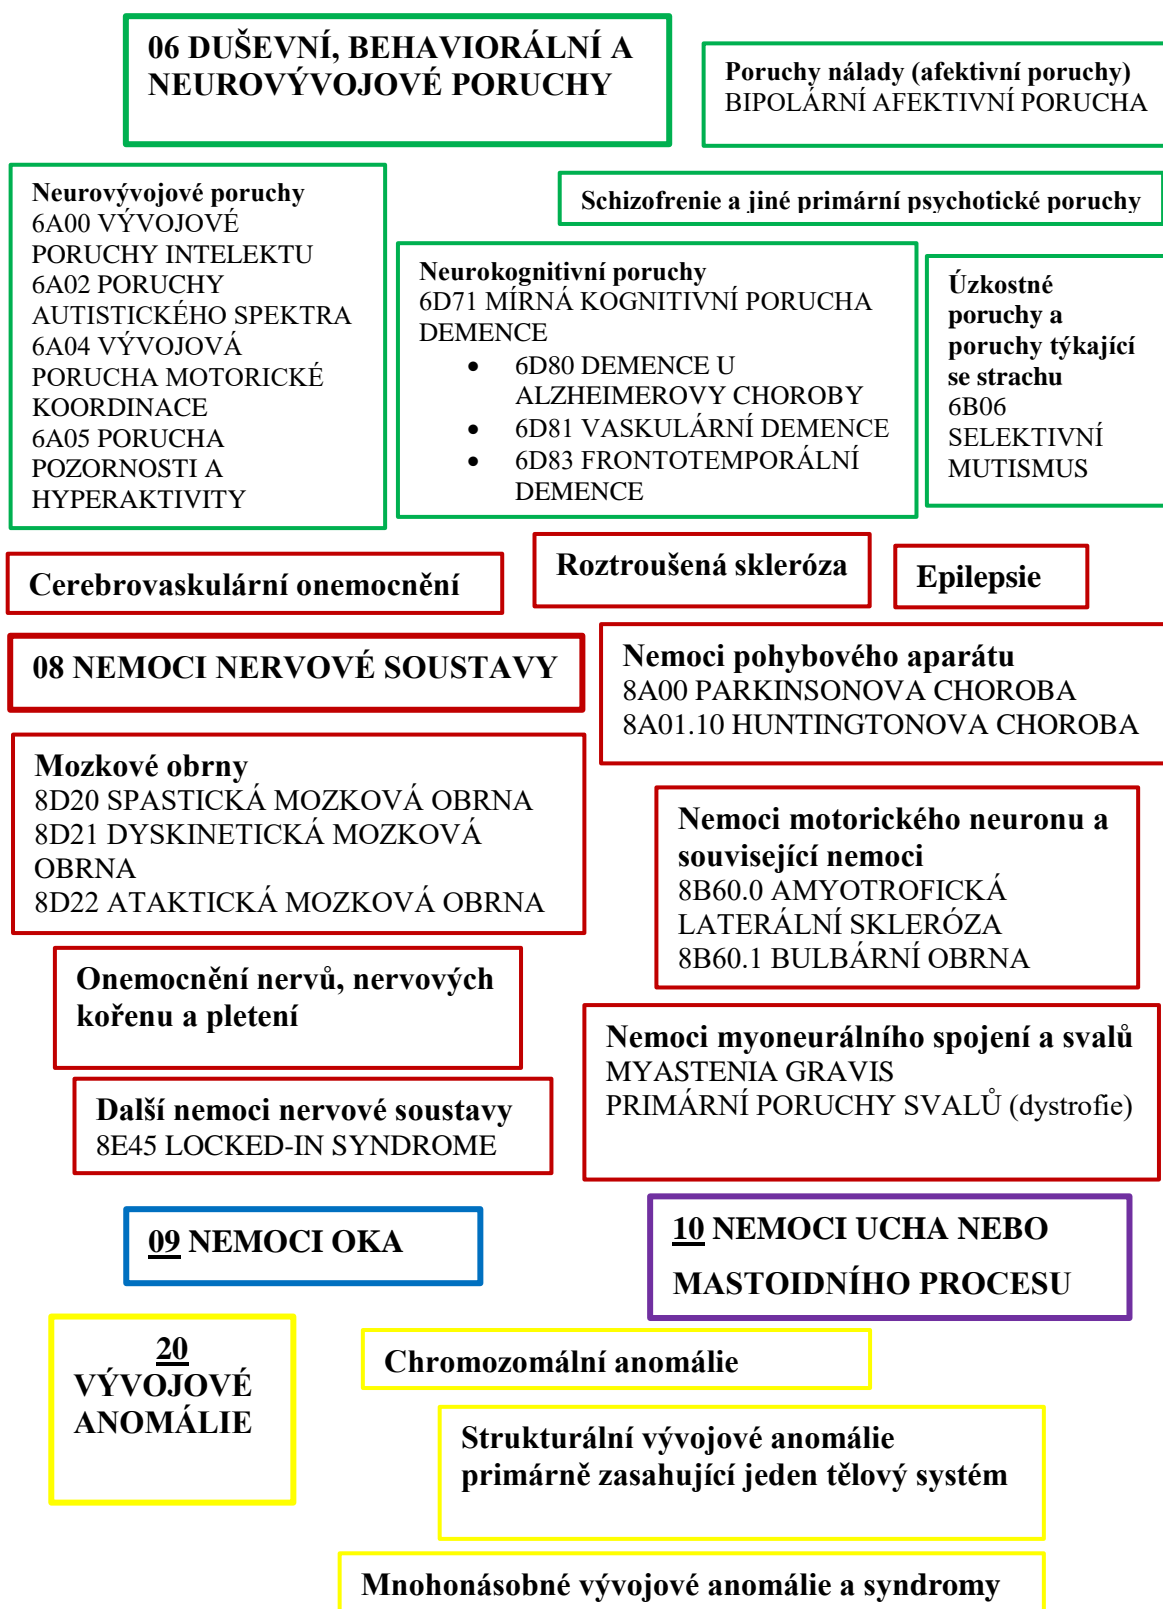 06 DUŠEVNÍ, BEHAVIORÁLNÍ A
NEUROVÝVOJOVÉ PORUCHY
Poruchy nálady (afektivní poruchy)
BIPOLÁRNÍ AFEKTIVNÍ PORUCHA
Neurovývojové poruchy
6A00 VÝVOJOVÉ
PORUCHY INTELEKTU
6A02 PORUCHY
AUTISTICKÉHO SPEKTRA
6A04 VÝVOJOVÁ
PORUCHA MOTORICKÉ
KOORDINACE
6A05 PORUCHA
POZORNOSTI A
HYPERAKTIVITY
Schizofrenie a jiné primární psychotické poruchy
Neurokognitivní poruchy
6D71 MÍRNÁ KOGNITIVNÍ PORUCHA
DEMENCE
• 6D80 DEMENCE U
ALZHEIMEROVY CHOROBY
• 6D81 VASKULÁRNÍ DEMENCE
• 6D83 FRONTOTEMPORÁLNÍ
DEMENCE
Úzkostné
poruchy a
poruchy týkající
se strachu
6B06
SELEKTIVNÍ
MUTISMUS
Cerebrovaskulární onemocnění
Roztroušená skleróza
Epilepsie
08 NEMOCI NERVOVÉ SOUSTAVY
Nemoci pohybového aparátu
8A00 PARKINSONOVA CHOROBA
8A01.10 HUNTINGTONOVA CHOROBA
Mozkové obrny
8D20 SPASTICKÁ MOZKOVÁ OBRNA
8D21 DYSKINETICKÁ MOZKOVÁ
OBRNA
8D22 ATAKTICKÁ MOZKOVÁ OBRNA
Nemoci motorického neuronu a
související nemoci
8B60.0 AMYOTROFICKÁ
LATERÁLNÍ SKLERÓZA
8B60.1 BULBÁRNÍ OBRNA
Onemocnění nervů, nervových
kořenu a pletení
Nemoci myoneurálního spojení a svalů
MYASTENIA GRAVIS
PRIMÁRNÍ PORUCHY SVALŮ (dystrofie)
Další nemoci nervové soustavy
8E45 LOCKED-IN SYNDROME
09 NEMOCI OKA
10 NEMOCI UCHA NEBO
MASTOIDNÍHO PROCESU
20
VÝVOJOVÉ
ANOMÁLIE
Chromozomální anomálie
Strukturální vývojové anomálie
primárně zasahující jeden tělový systém
Mnohonásobné vývojové anomálie a syndromy